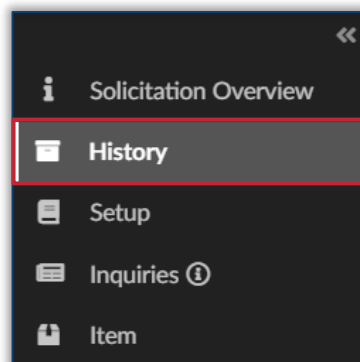 Solicitation Overview
History
Setup
Inquiries
Item